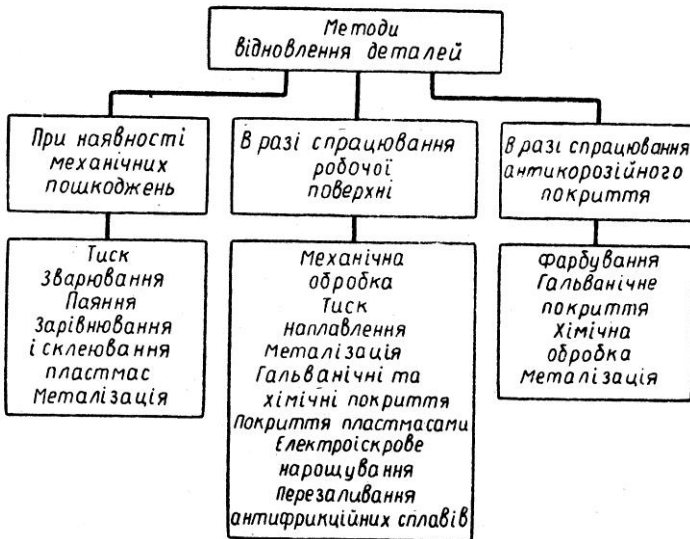 Методи
відновлення деталей
При наявності
механічних
пошкоджень
В разі спрацювання
робочої
поверхні
В разі спрацювання
антикорозійного
покриття
Тиск
Зварювання
Паяння
Зарівнювання
і склеювання
пластмас
Металізація
Механічна
обробка
Тиск
наплавлення
Металізація
Гальванічні та
хімічні покриття
Покриття пластмасами
Електроіскрове
нарощування
Перезаливання
антифрикційних сплавів
Фарбування
Гальванічне
покриття
Хімічна
обробка
Металізація